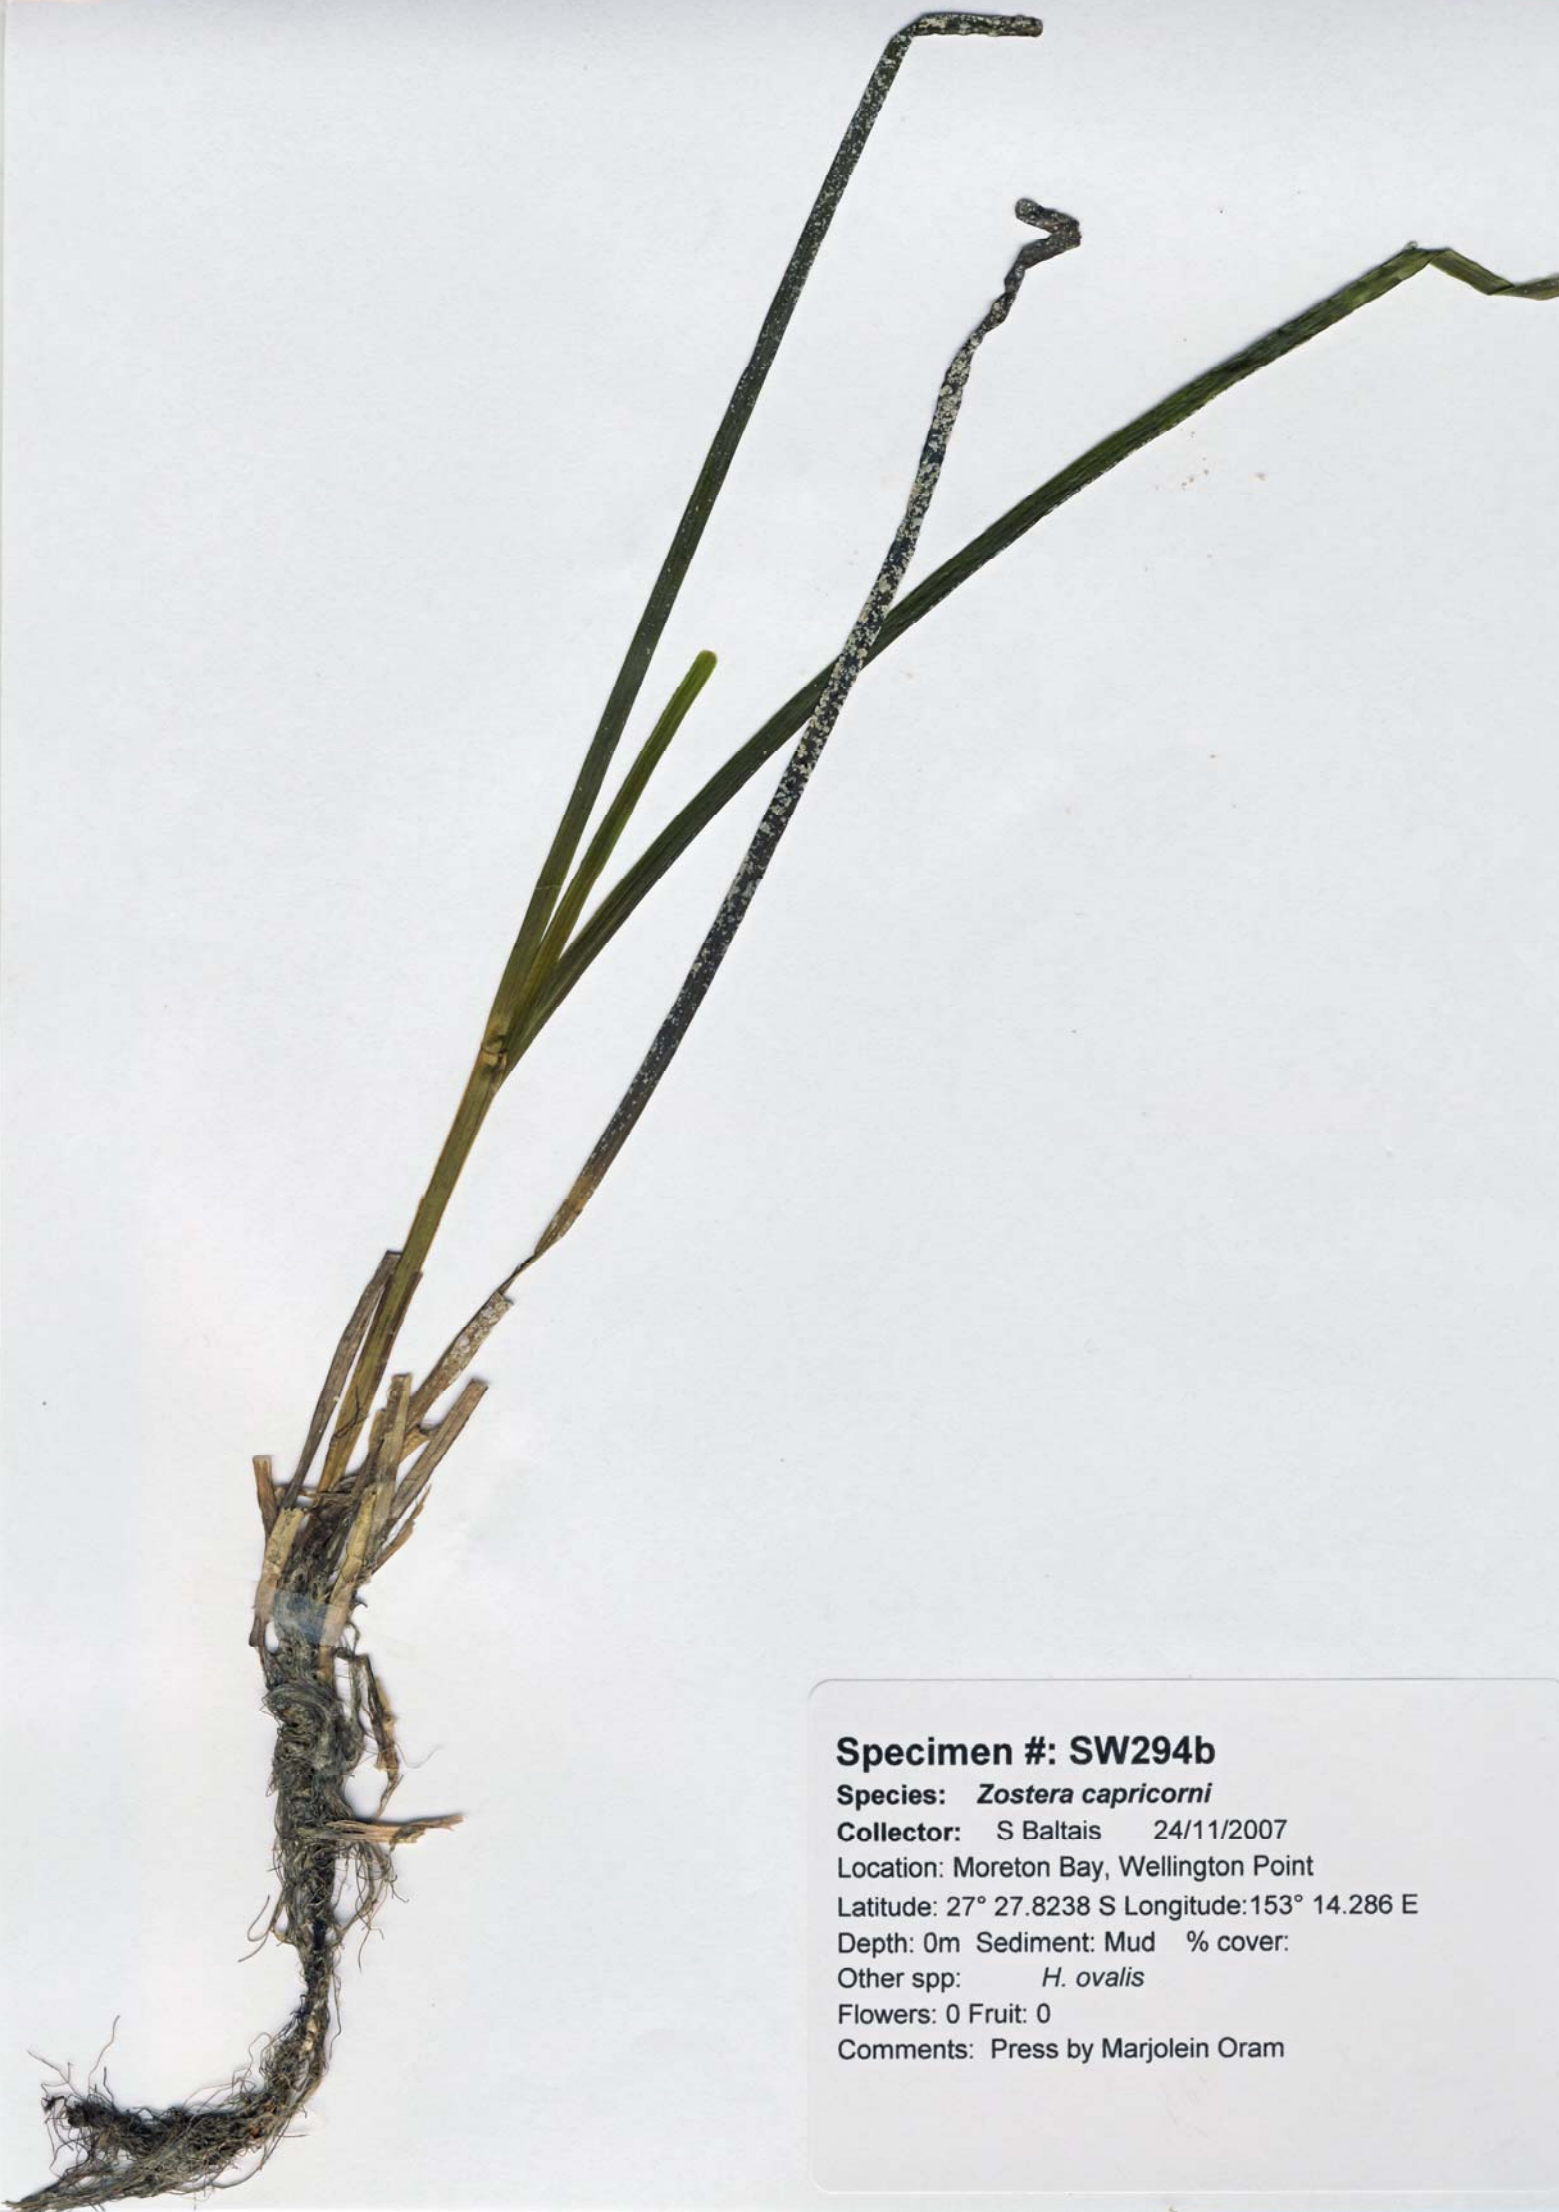 Specimen #: SW294b
Species: Zostera capricorni
Collector: S Baltais 24/11/2007
Location: Moreton Bay, Wellington Point
Latitude: 27° 27.8238 S Longitude:153° 14.286 E
Depth: 0m Sediment: Mud % cover:
Other spp: H. ovalis
Flowers: 0 Fruit: 0
Comments: Press by Marjolein Oram